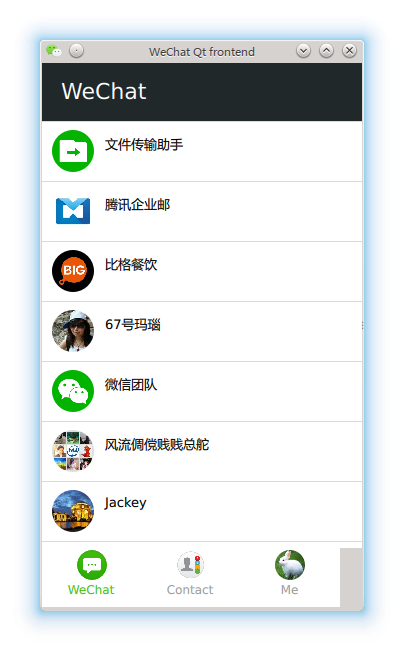 WeChat Qt frontend
WeChat
文件传输助手
腾讯企业邮
BIG
比格餐饮
67号玛瑙
微信团队
风流倜傥贱贱总舵
Jackey
WeChat
Contact
Me